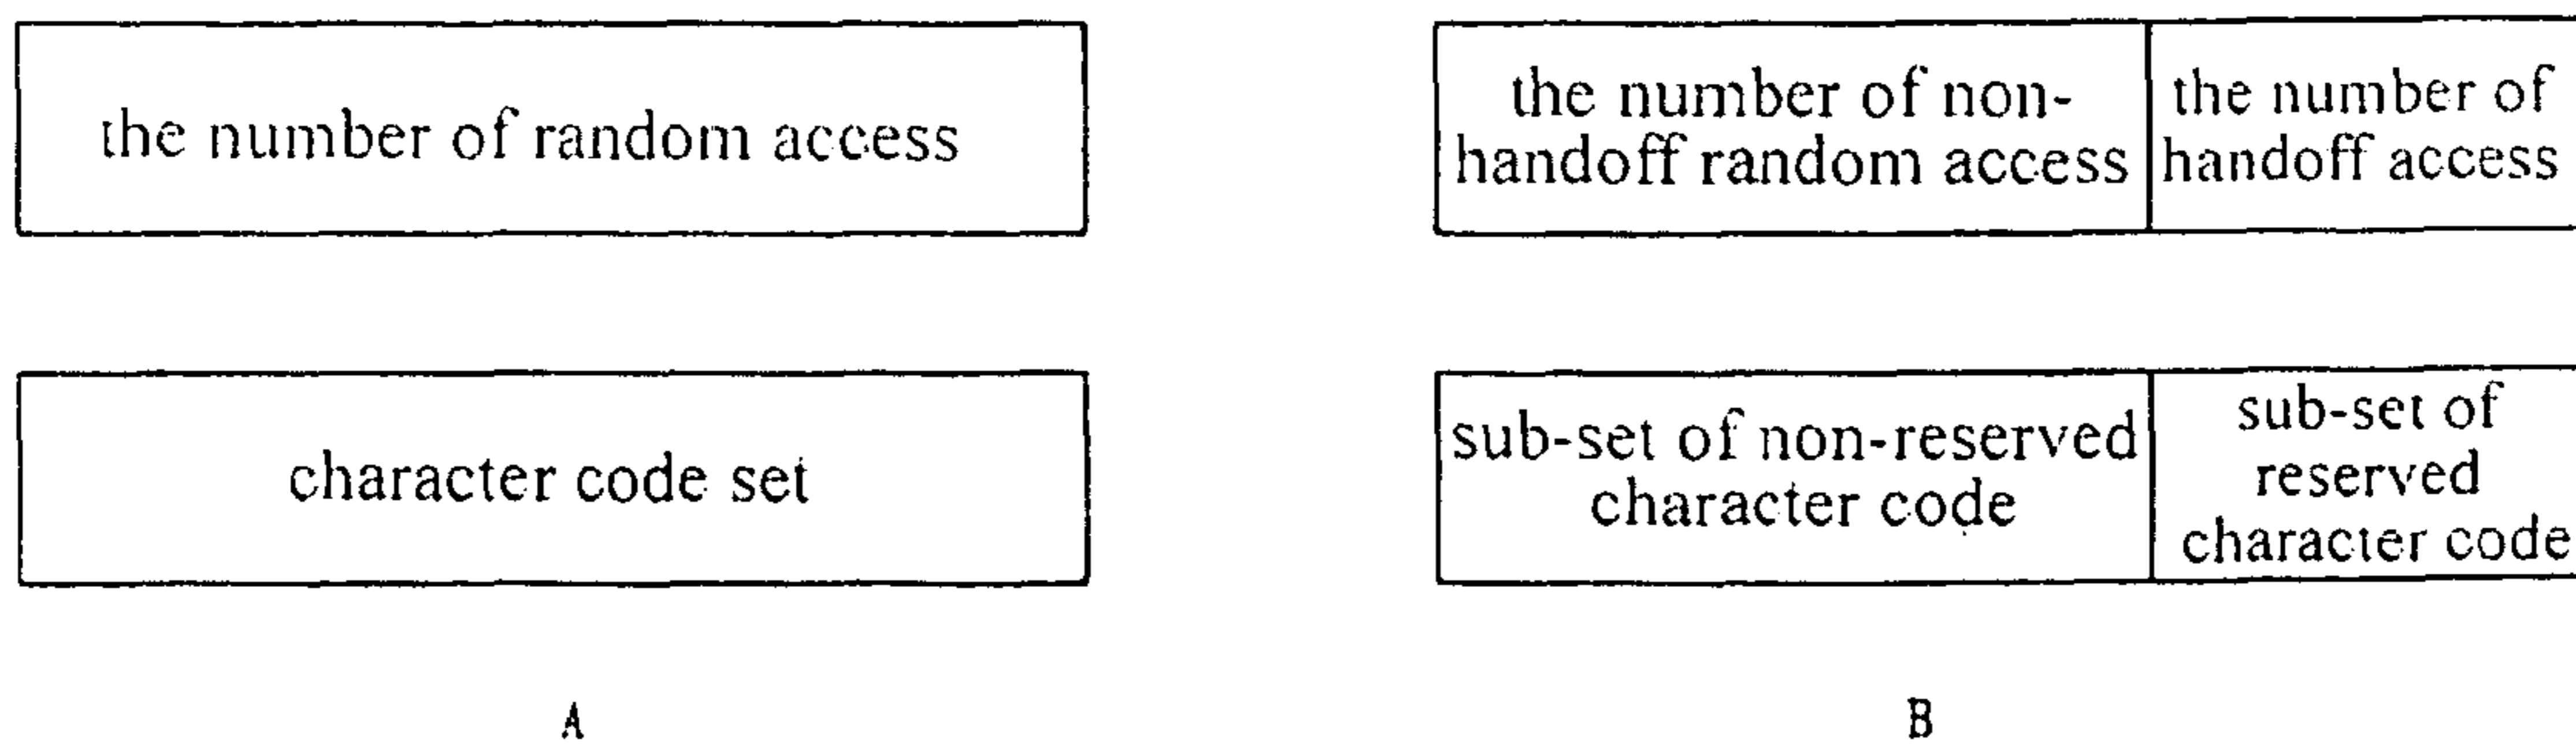 the number of random access
the number of non-
handoff random access
the number of
handoff access
character code set
sub-set of non-reserved
character code
sub-set of
reserved
character code
A
B